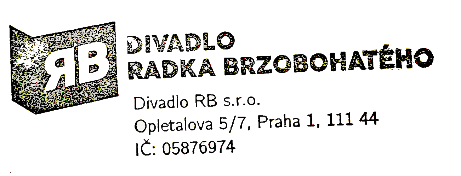 RB
DIVADLO
RADKA BRZOBOHATÉHO
Divadlo RB s.r.o.
Opletalova 5/7, Praha 1, 111 44
IČ: 05876974